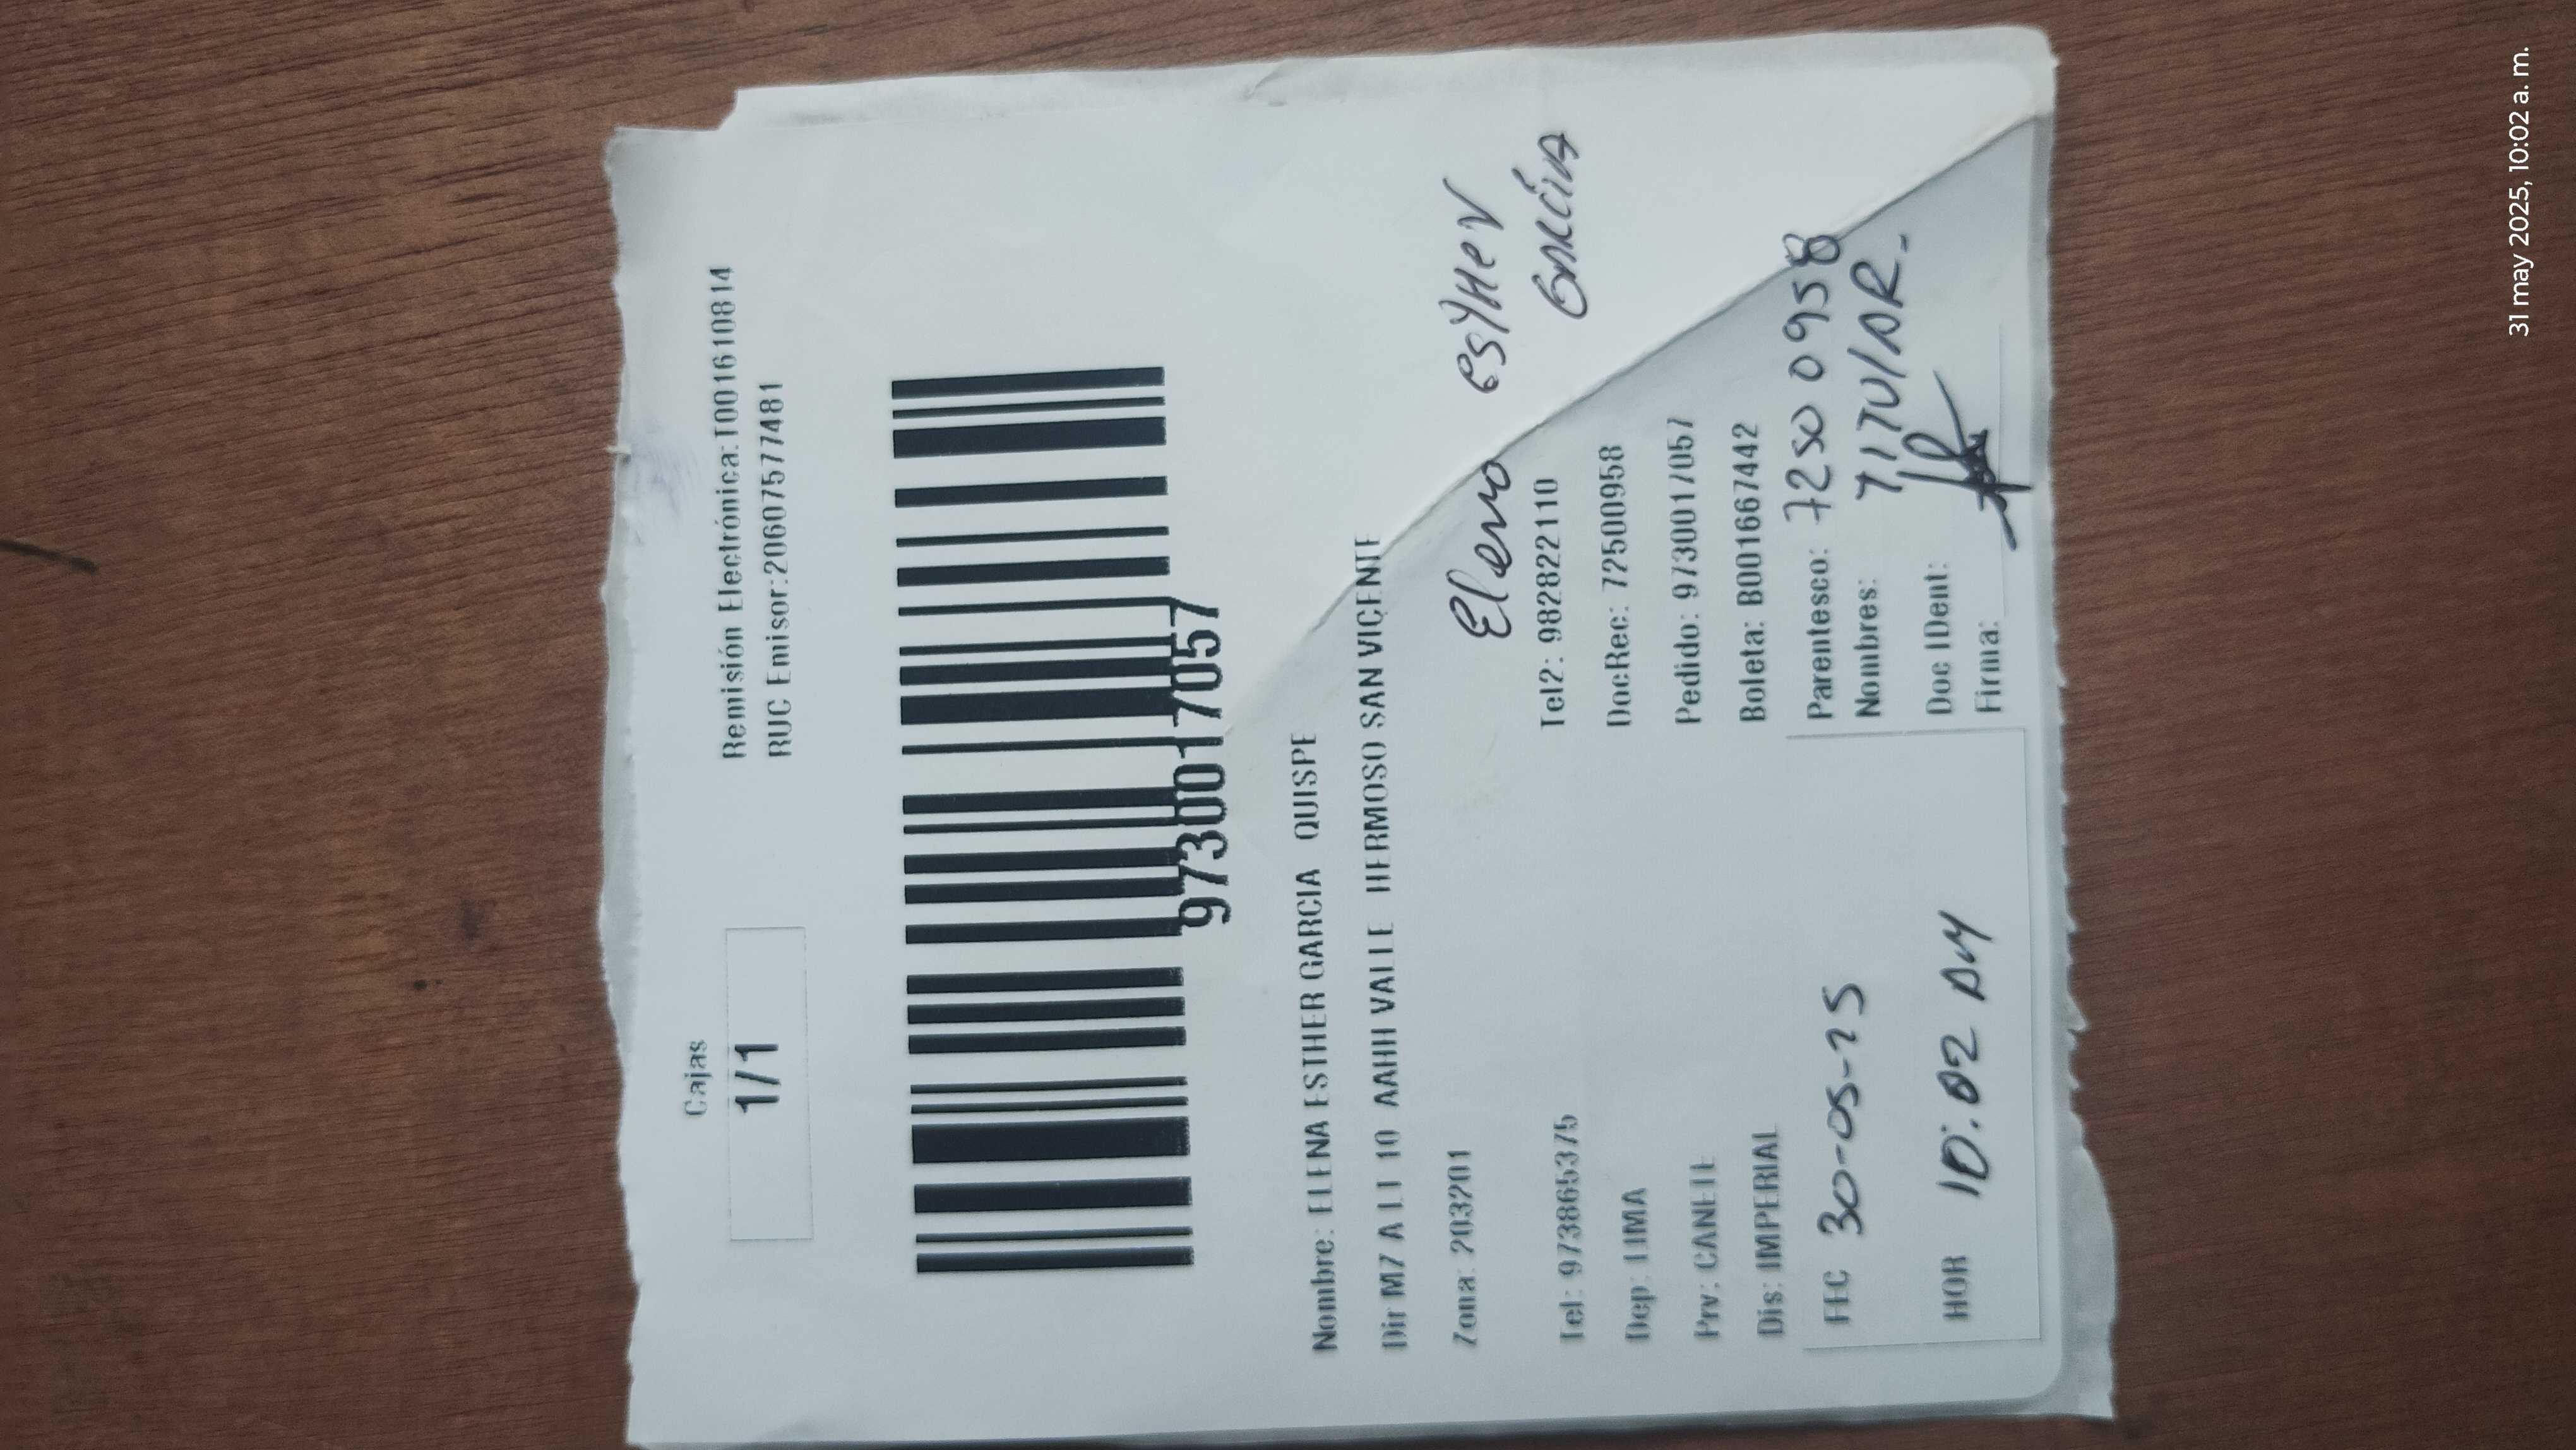 Cajas
1/1
Remisión Electrónica:T001610814
RUC Emisor:20607577481
9730017057
Nombre: ELENA ESTHER GARCIA QUISPE
Dir MZ A LT 10 AAHH VALLE HERMOSO SAN VICENTE
Zona: 203201
Elena esther
García
Tel: 973865375
Tel2: 982822110
Dep: LIMA
DocRec: 72500958
Prv: CANETE
Pedido: 9730017057
Dis: IMPERIAL
Boleta: B001667442
FEC 30-05-25
Parentesco: 72500958
Nombres: TITULAR.
HOR 10:02 AM
Doc IDent:
Firma:
31 may 2025, 10:02 a. m.